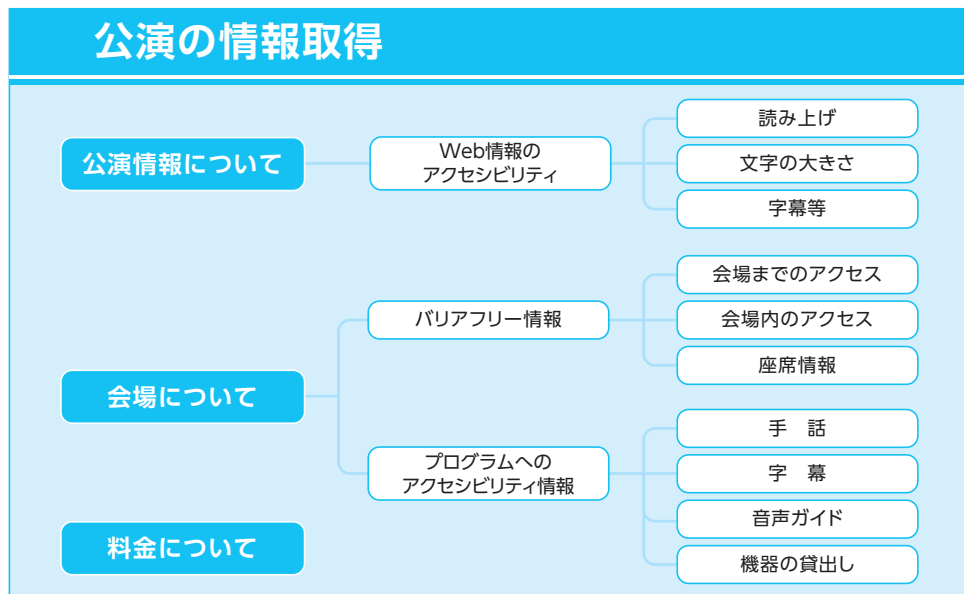 公演の情報取得
公演情報について
Web情報の
アクセシビリティ
読み上げ
文字の大きさ
字幕等
会場について
バリアフリー情報
会場までのアクセス
会場内のアクセス
座席情報
プログラムへの
アクセシビリティ情報
手　話
字　幕
音声ガイド
機器の貸出し
料金について